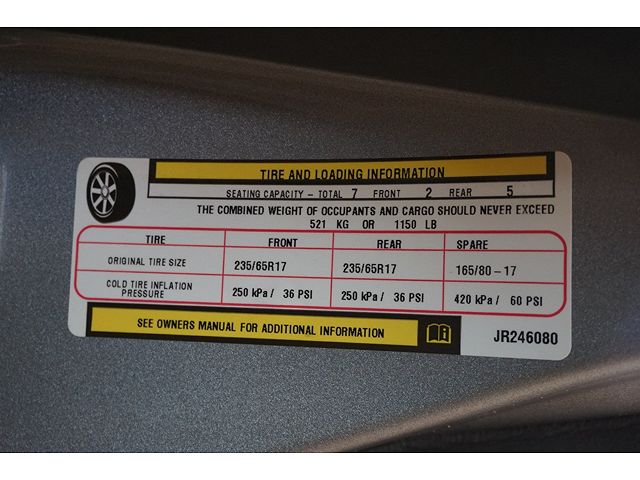 TIRE AND LOADING INFORMATION
SEATING CAPACITY - TOTAL 7 FRONT 2 REAR 5
THE COMBINED WEIGHT OF OCCUPANTS AND CARGO SHOULD NEVER EXCEED
521 KG OR 1150 LB
TIRE FRONT REAR SPARE
ORIGINAL TIRE SIZE 235/65R17 235/65R17 165/80-17
COLD TIRE INFLATION PRESSURE 250 kPa / 36 PSI 250 kPa / 36 PSI 420 kPa / 60 PSI
SEE OWNERS MANUAL FOR ADDITIONAL INFORMATION
JR246080